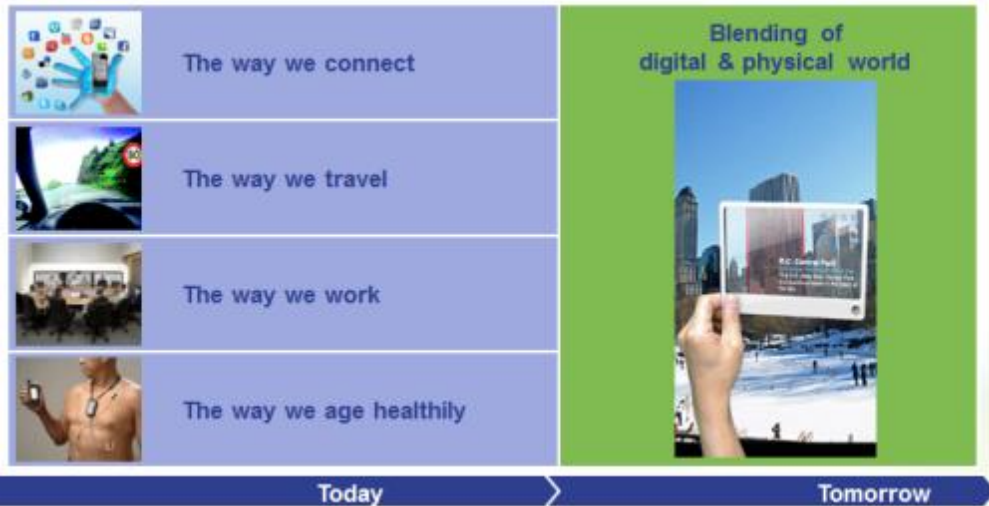 The way we connect
The way we travel
The way we work
The way we age healthily
Blending of
digital & physical world
Today
Tomorrow